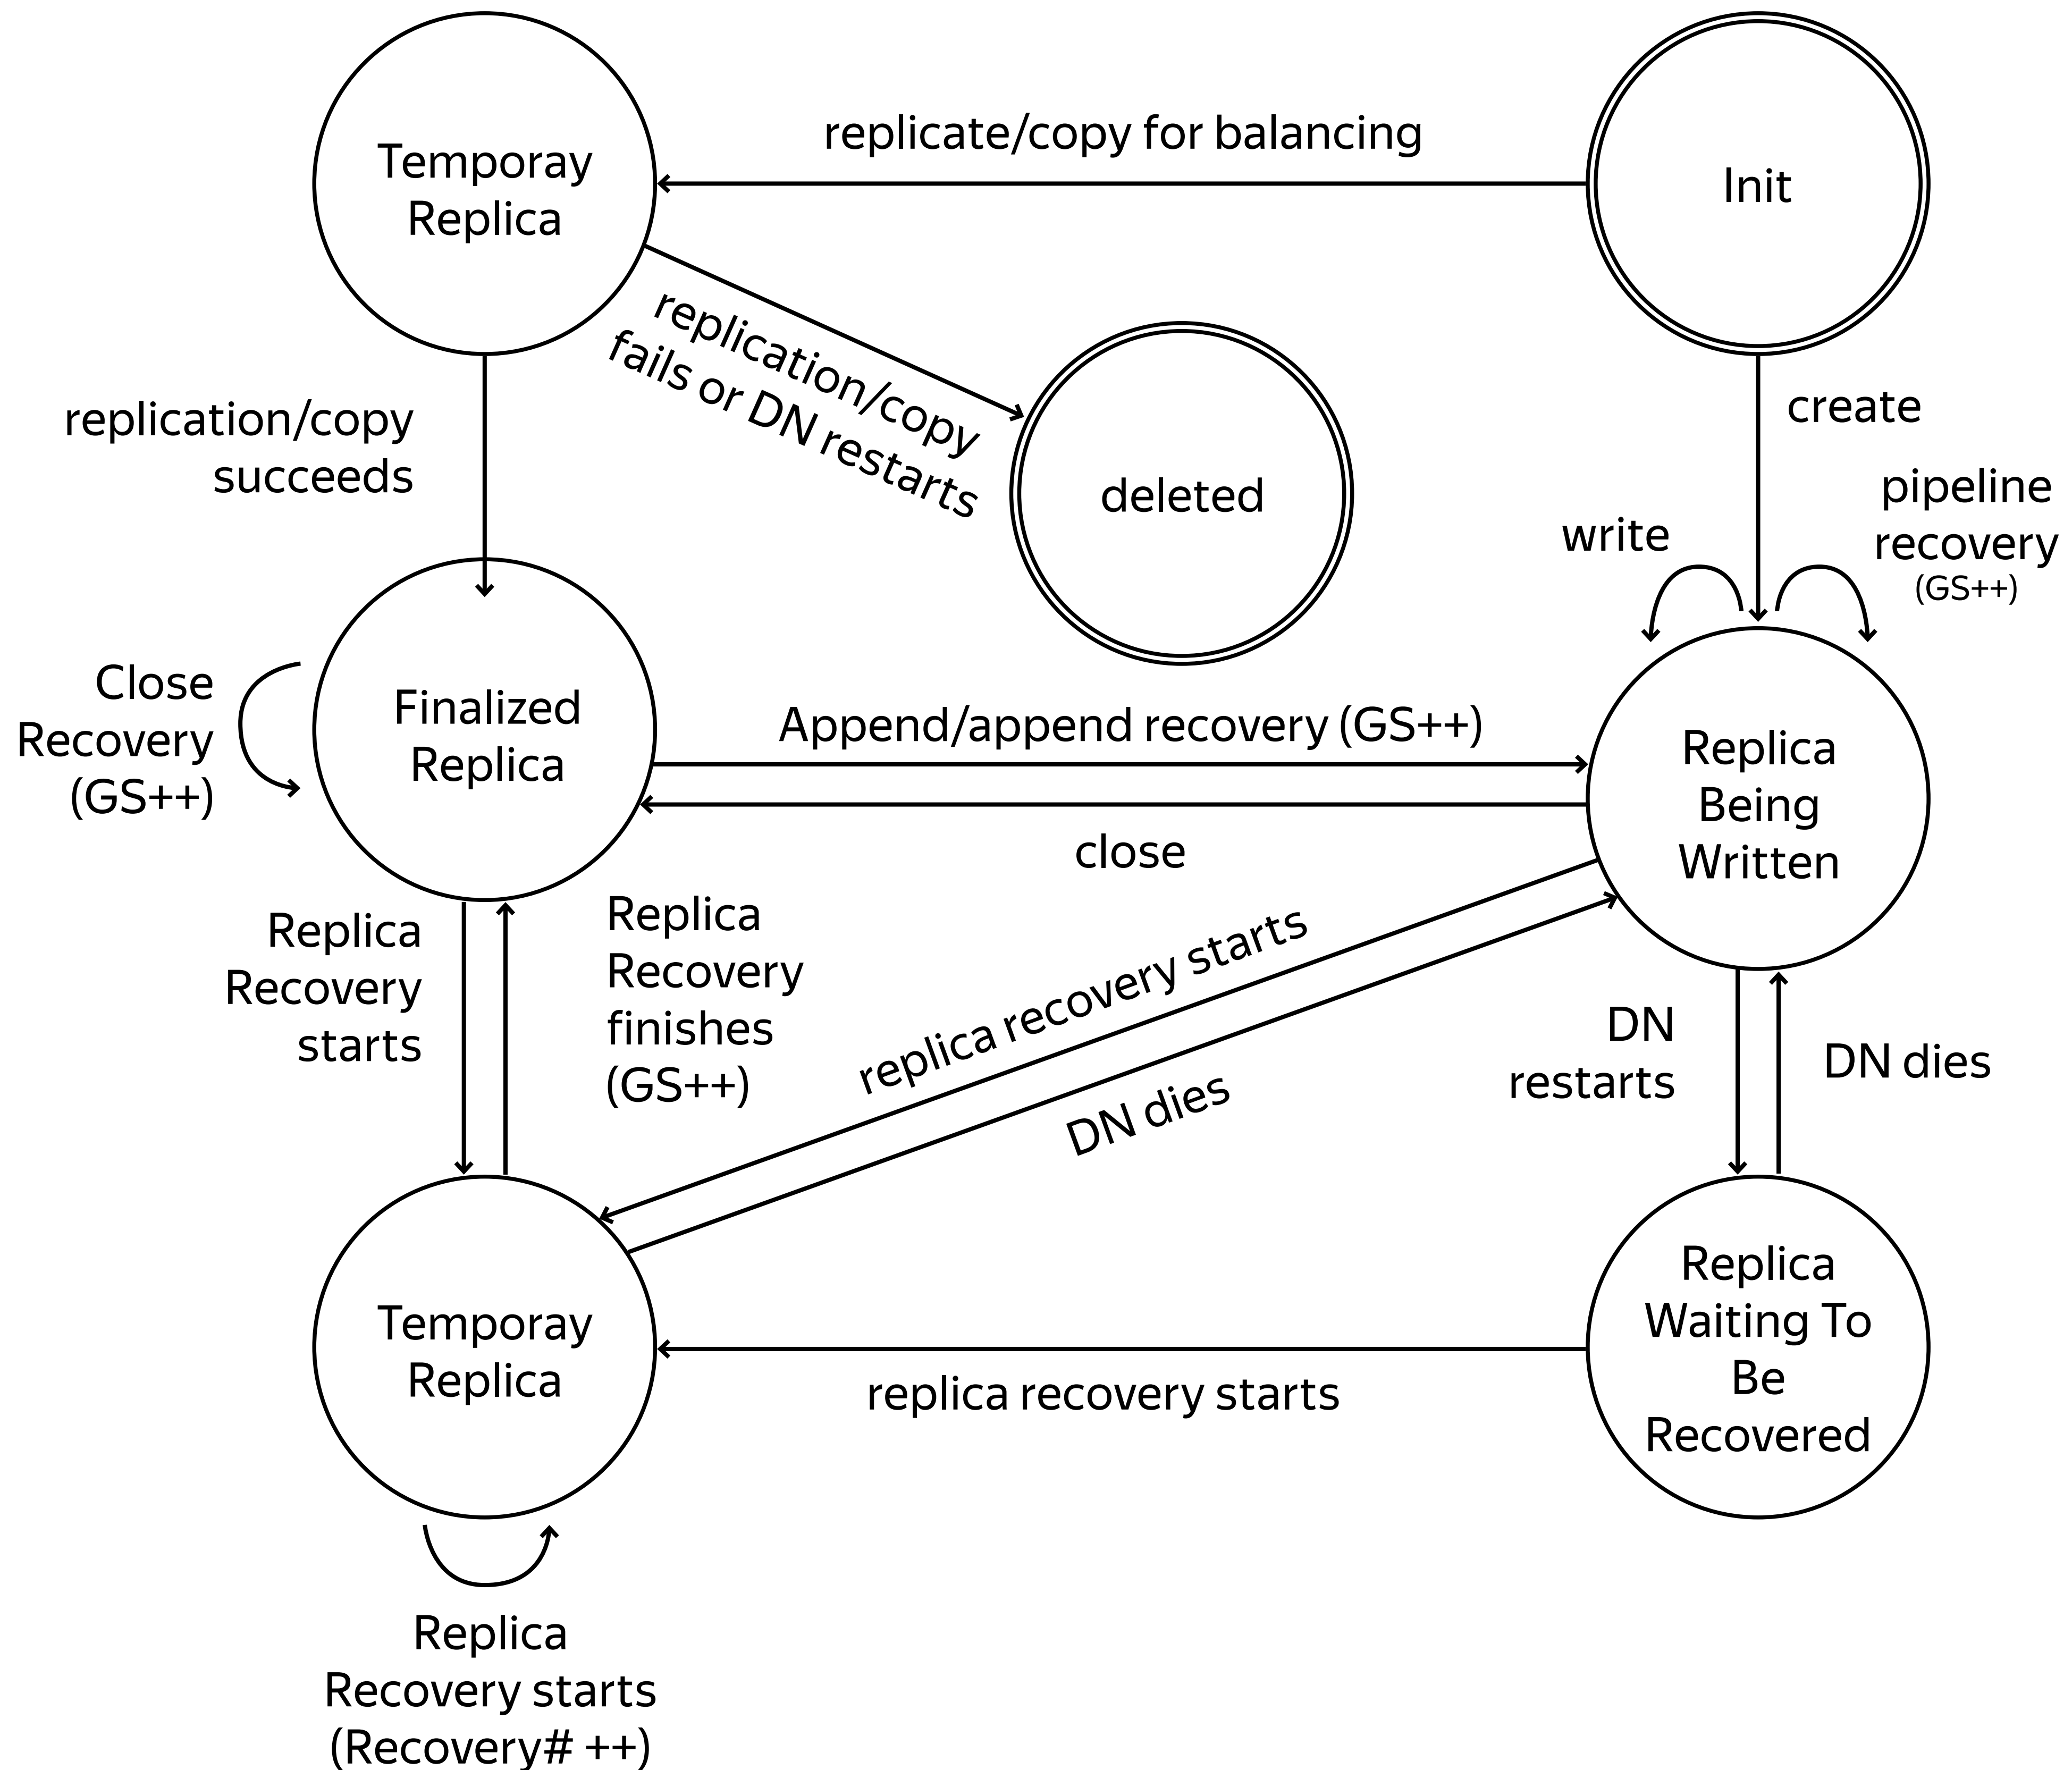 Temporay
Replica
replicate/copy for balancing
Init
replication/copy
fails or DN restarts
replication/copy
succeeds
deleted
create
write
pipeline
recovery
(GS++)
Close
Recovery
(GS++)
Finalized
Replica
Append/append recovery (GS++)
close
Replica
Being
Written
Replica
Recovery
starts
Replica
Recovery
finishes
(GS++)
replica recovery starts
DN dies
DN
restarts
DN dies
Temporay
Replica
replica recovery starts
Replica
Waiting To
Be
Recovered
Replica
Recovery starts
(Recovery# ++)